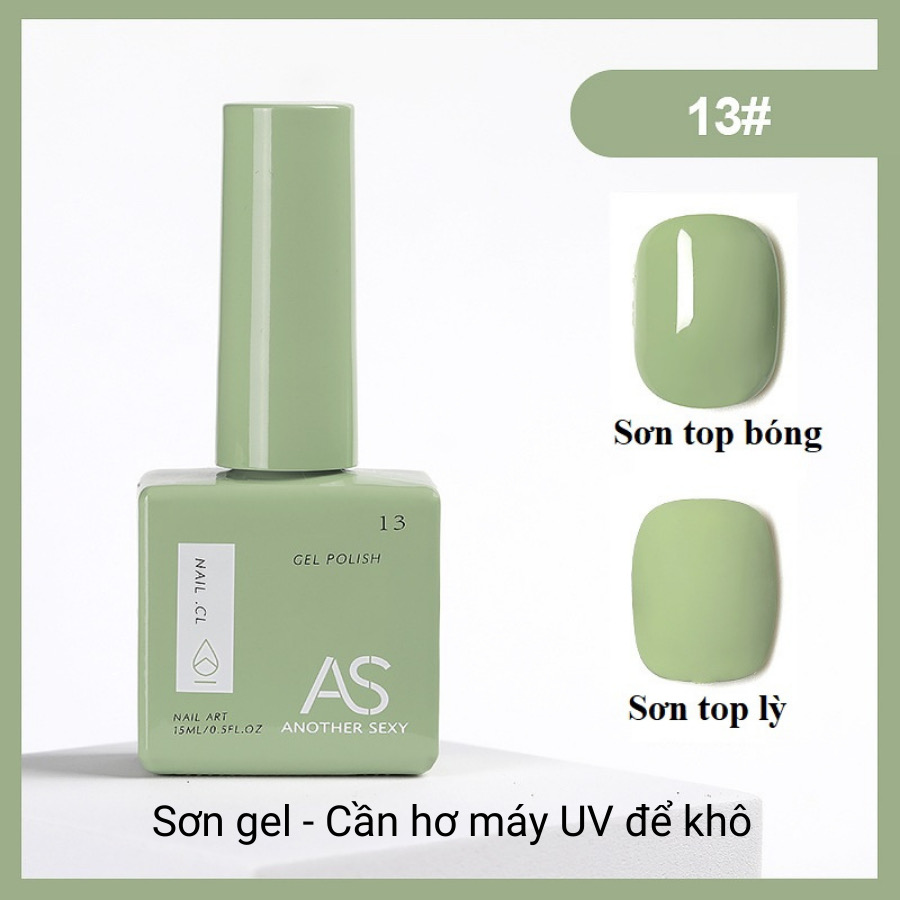 13#
Sơn top bóng
13
GEL POLISH
NAIL .CL
AS
NAIL ART
15ML/0.5FL.OZ
ANOTHER SEXY
Sơn top lỳ
Sơn gel - Cần hơ máy UV để khô